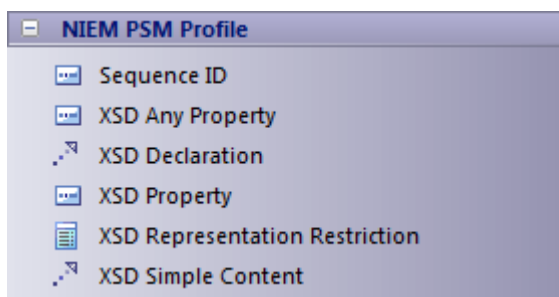 NIEM PSM Profile
Sequence ID
XSD Any Property
XSD Declaration
XSD Property
XSD Representation Restriction
XSD Simple Content